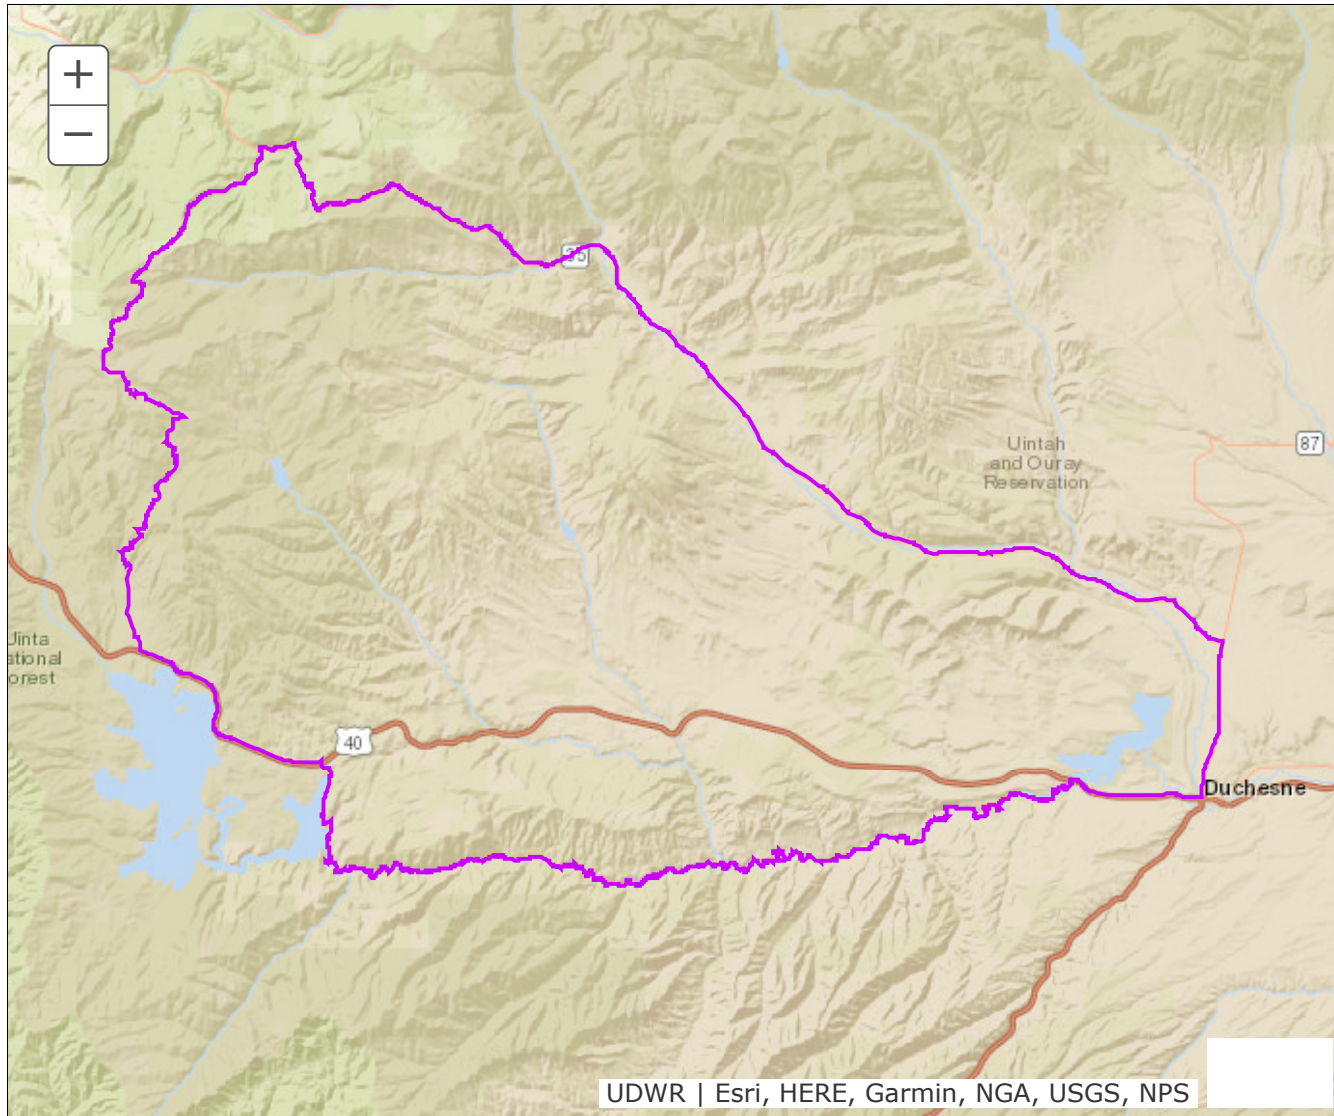 +
−
35
Uintah
and Ouray
Reservation
87
Uinta
ational
orest
40
Duchesne
UDWR | Esri, HERE, Garmin, NGA, USGS, NPS